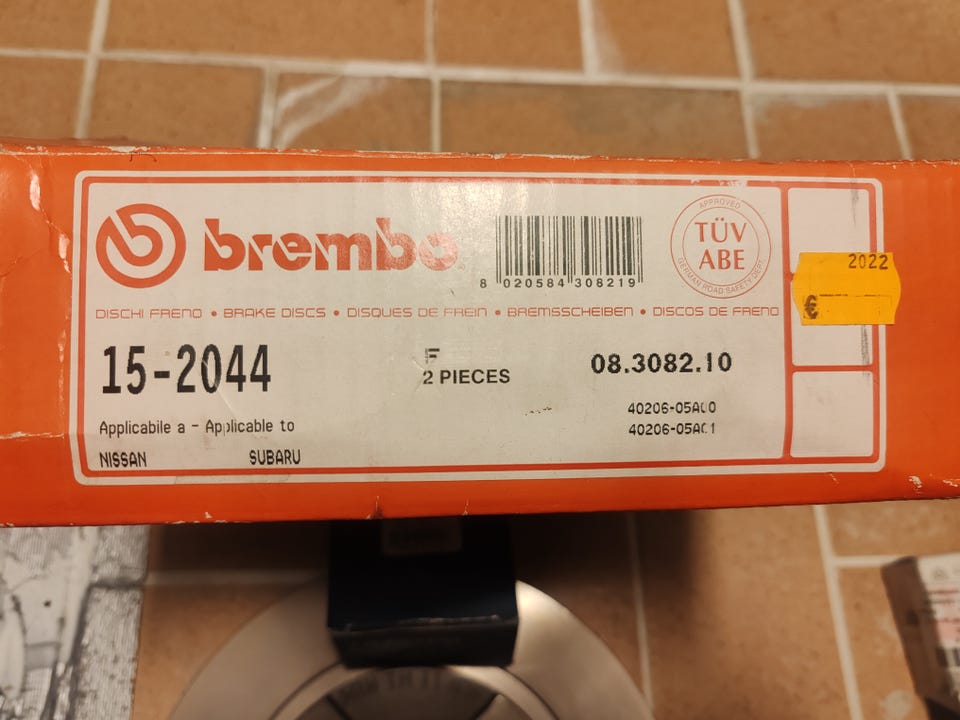 brembo
8 020584 308219
APPROVED
TÜV
ABE
GERMAN ROAD SAFETY DEPT.
2022
€
DISCHI FRENO • BRAKE DISCS • DISQUES DE FREIN • BREMSSCHEIBEN • DISCOS DE FRENO
15-2044
F
2 PIECES
08.3082.10
Applicabile a - Applicable to
40206-05A00
40206-05A01
NISSAN SUBARU